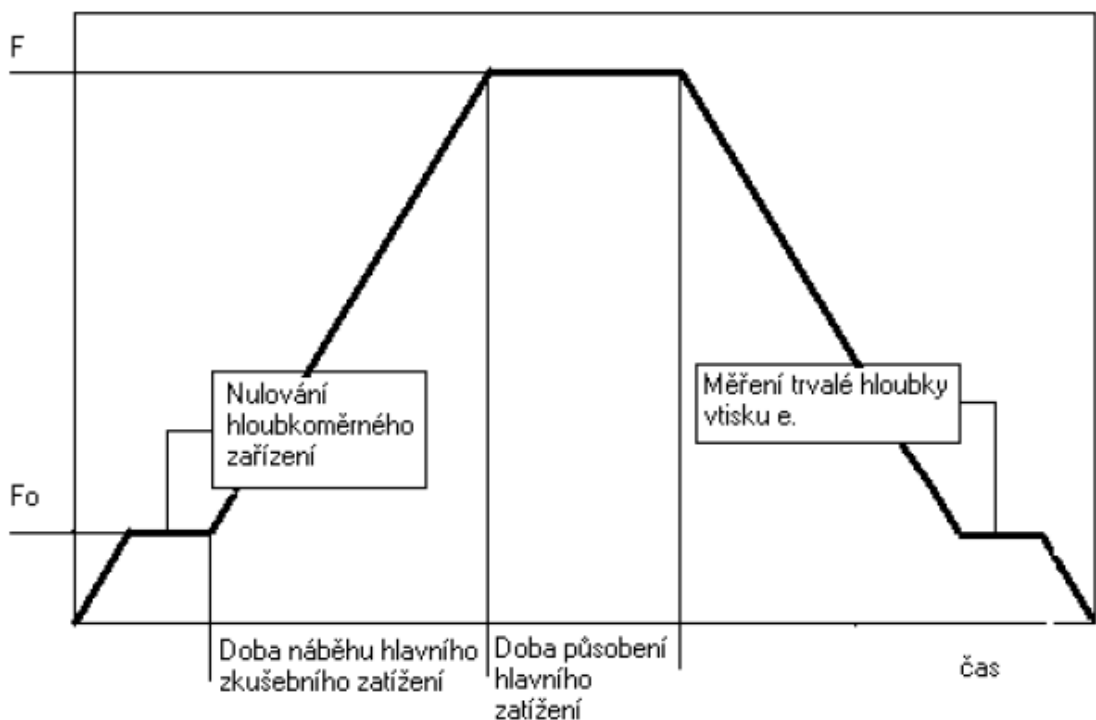 F
Nulování
hloubkoměrného
zařízení
Měření trvalé hloubky
vtisku e.
Fo
Doba náběhu hlavního
zkušebního zatížení
Doba působení
hlavního
zatížení
čas